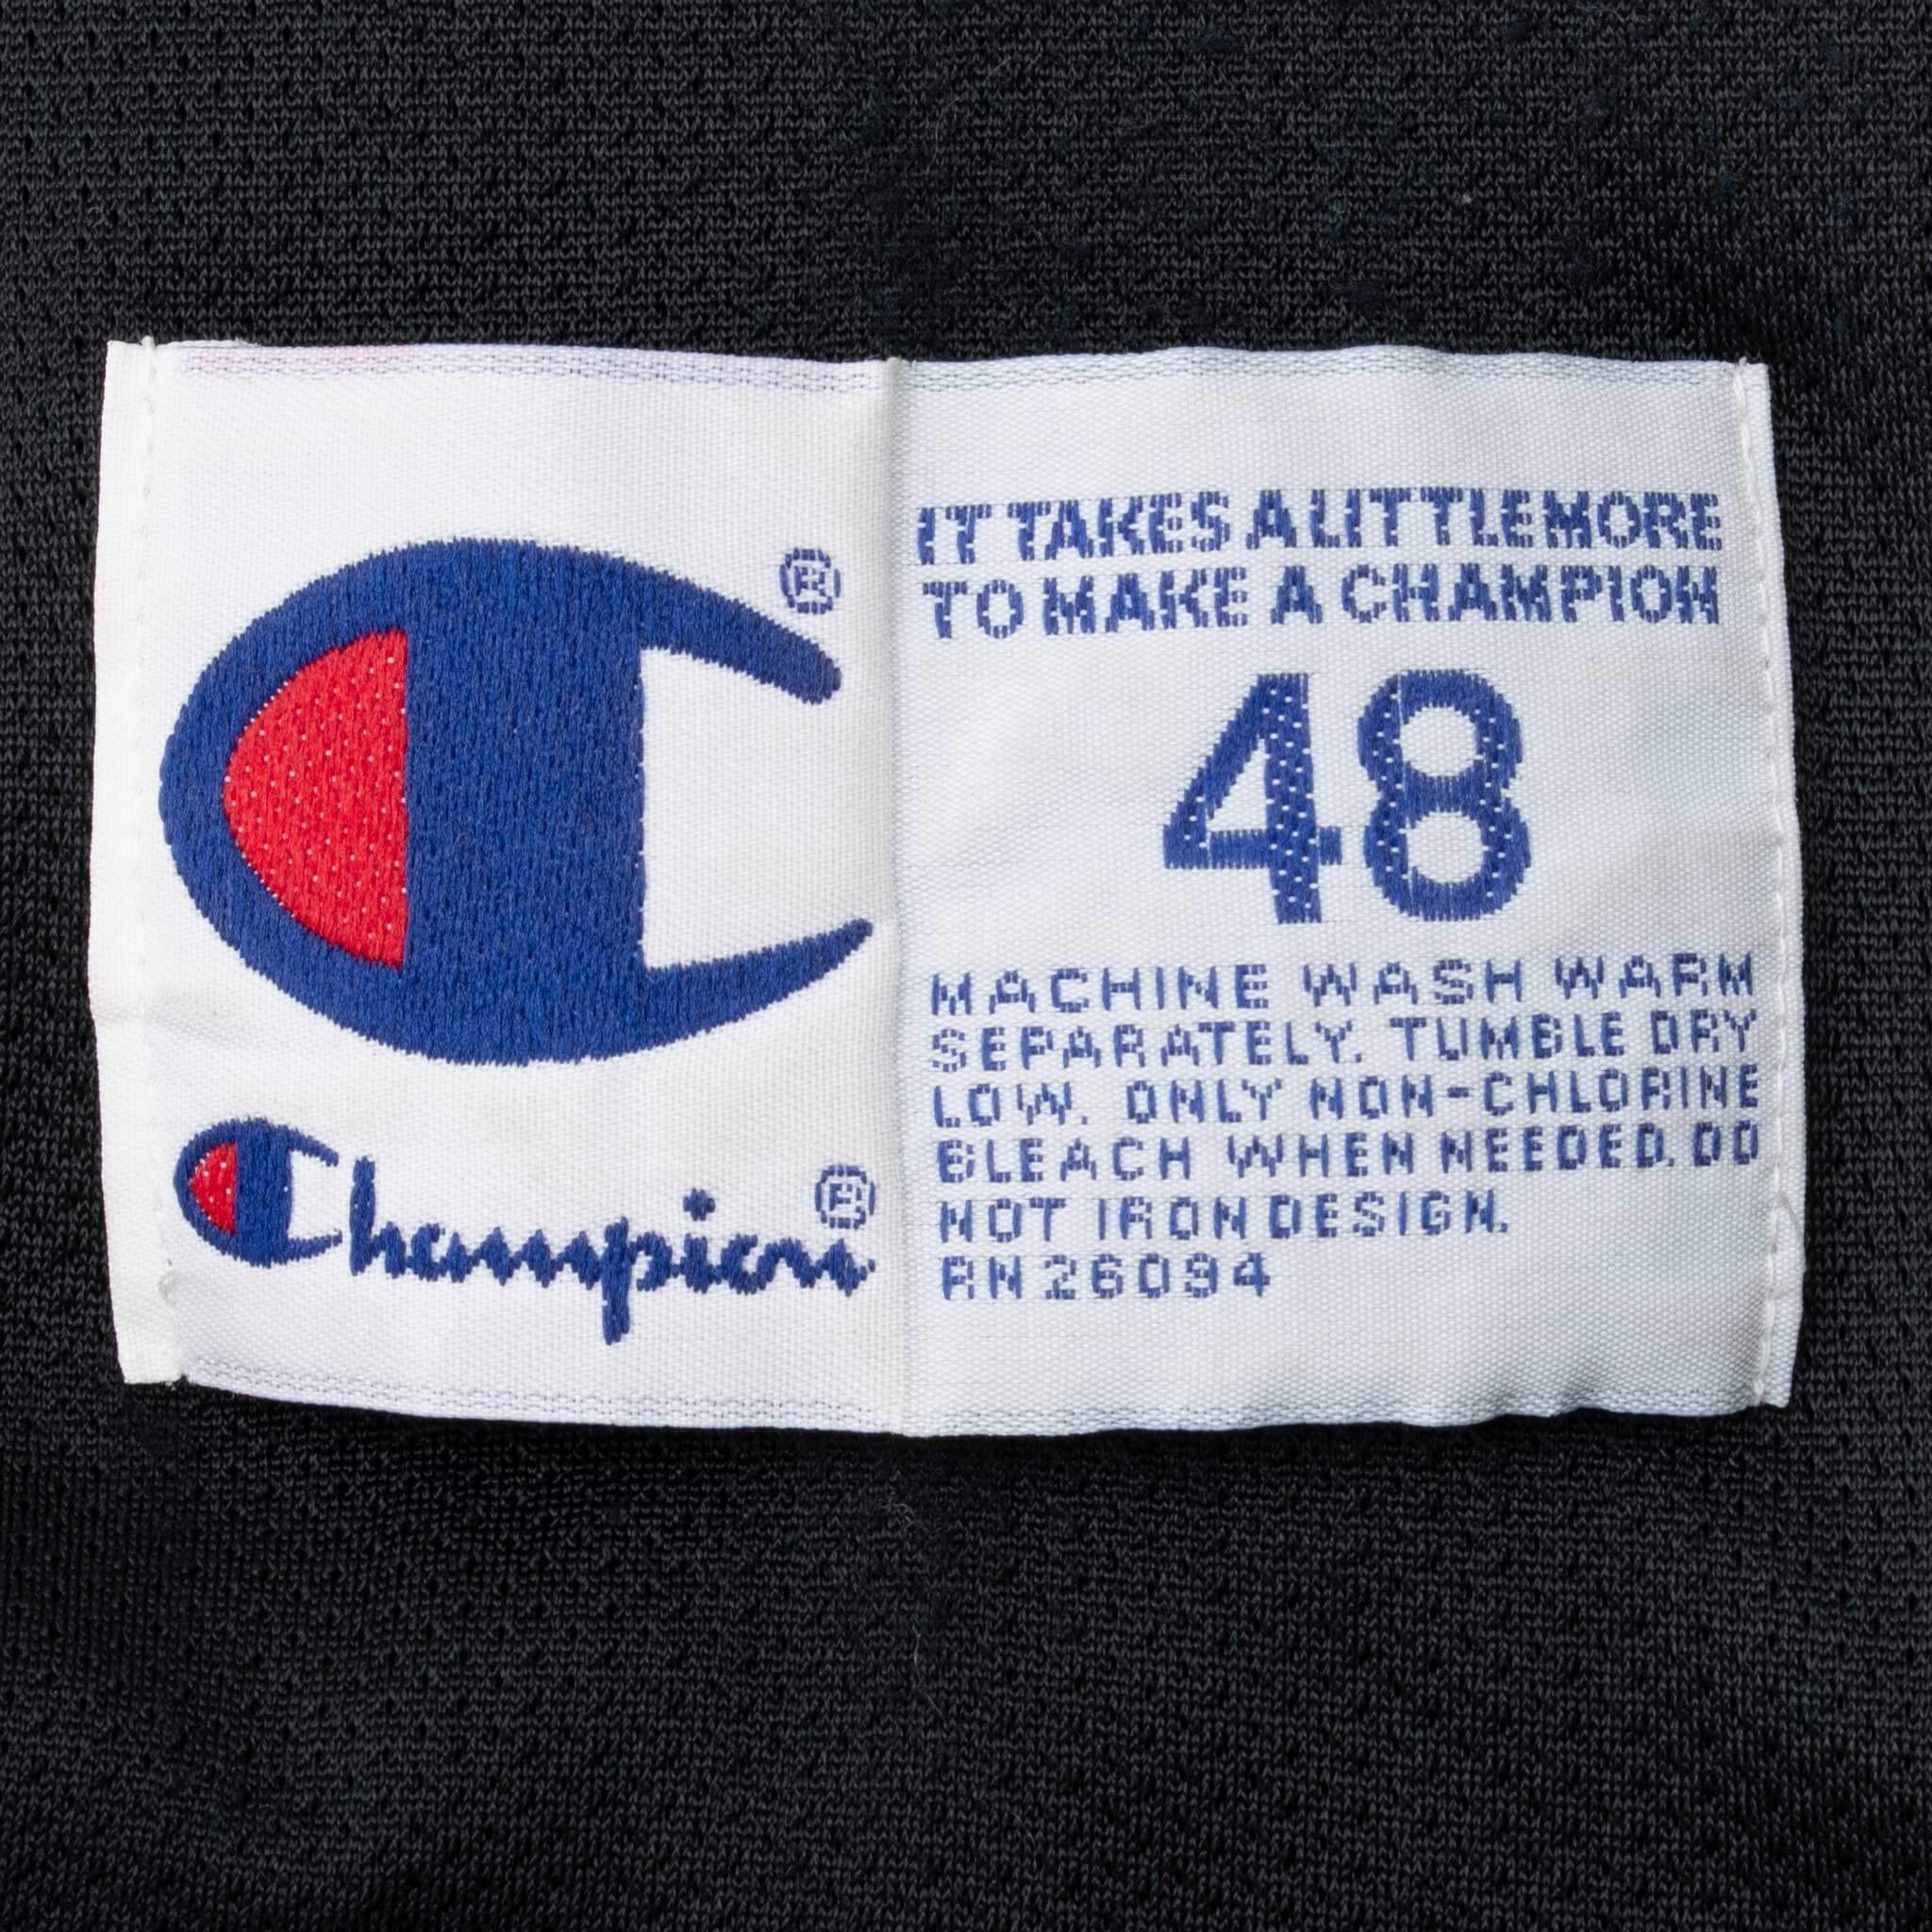 Champion
IT TAKES A LITTLE MORE
TO MAKE A CHAMPION
48
MACHINE WASH WARM
SEPARATELY. TUMBLE DRY
LOW. ONLY NON-CHLORINE
BLEACH WHEN NEEDED. DO
NOT IRON DESIGN.
RN 26094